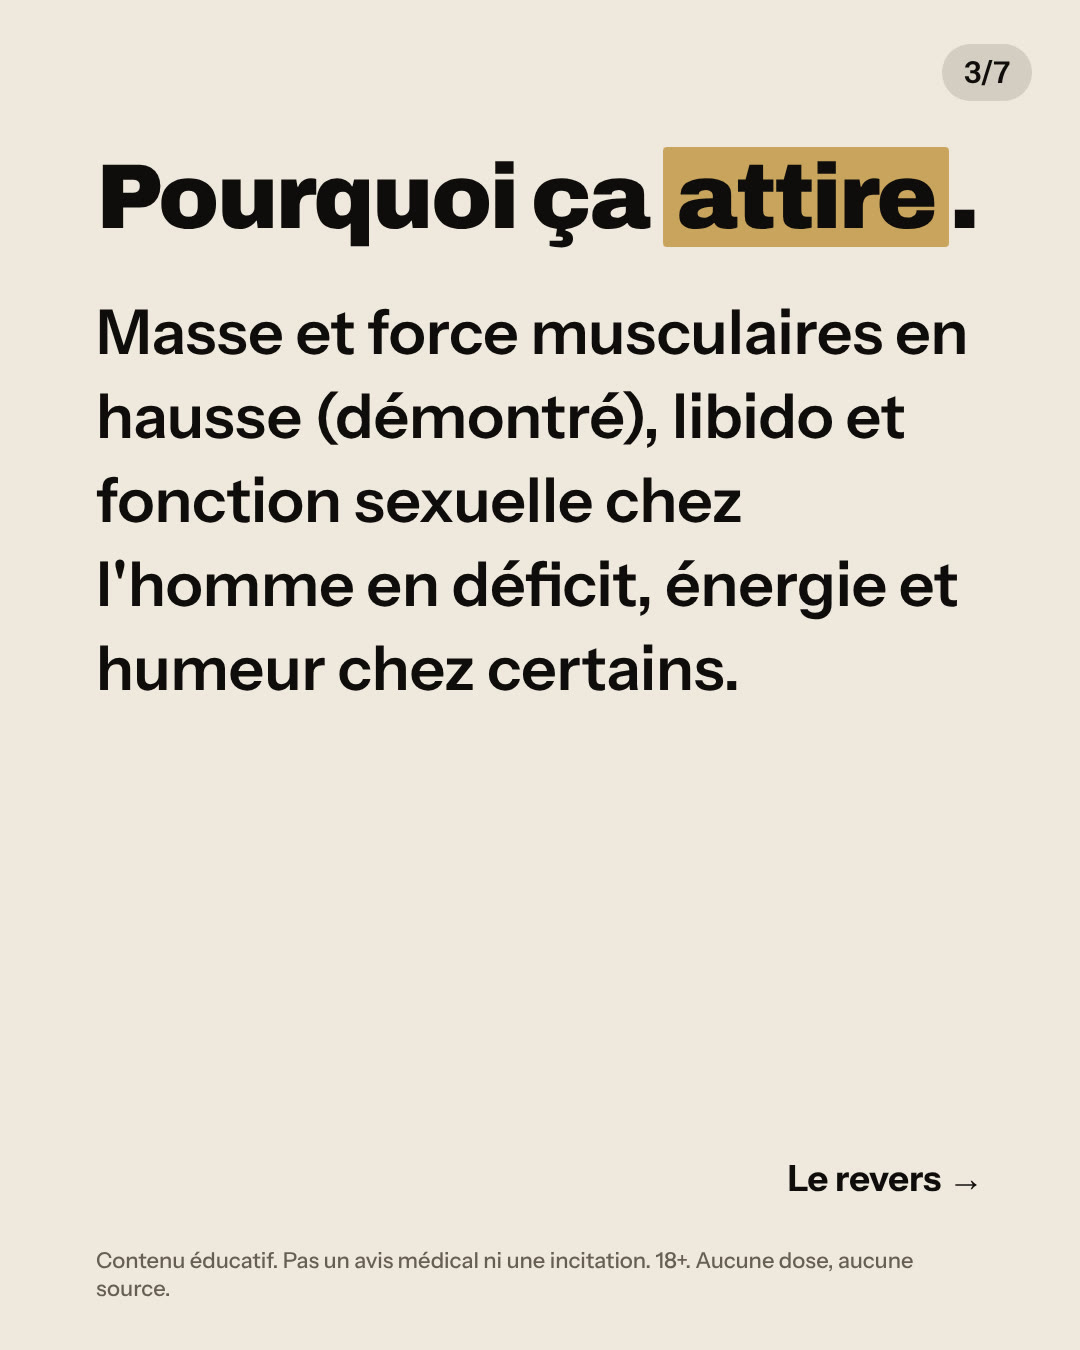 3/7
Pourquoi ça attire.
Masse et force musculaires en
hausse (démontré), libido et
fonction sexuelle chez
l'homme en déficit, énergie et
humeur chez certains.
Le revers →
Contenu éducatif. Pas un avis médical ni une incitation. 18+. Aucune dose, aucune
source.